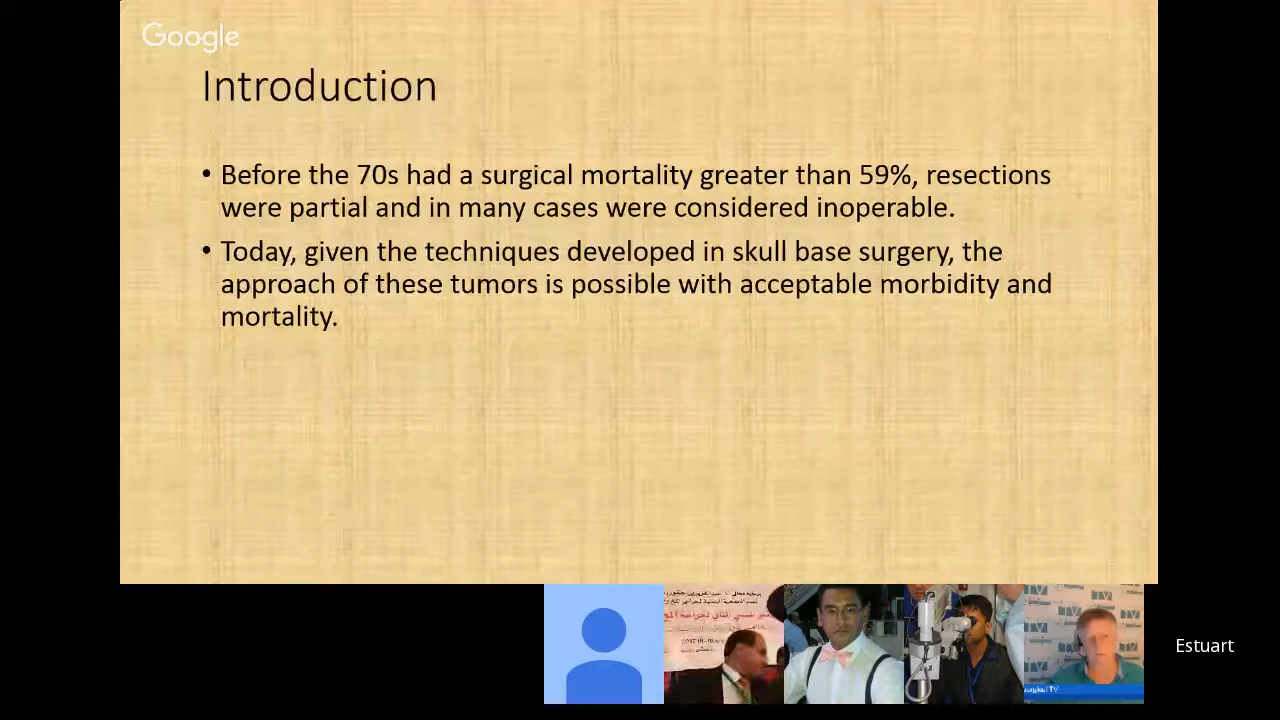 Google
Introduction
• Before the 70s had a surgical mortality greater than 59%, resections
were partial and in many cases were considered inoperable.
• Today, given the techniques developed in skull base surgery, the
approach of these tumors is possible with acceptable morbidity and
mortality.
Estuart